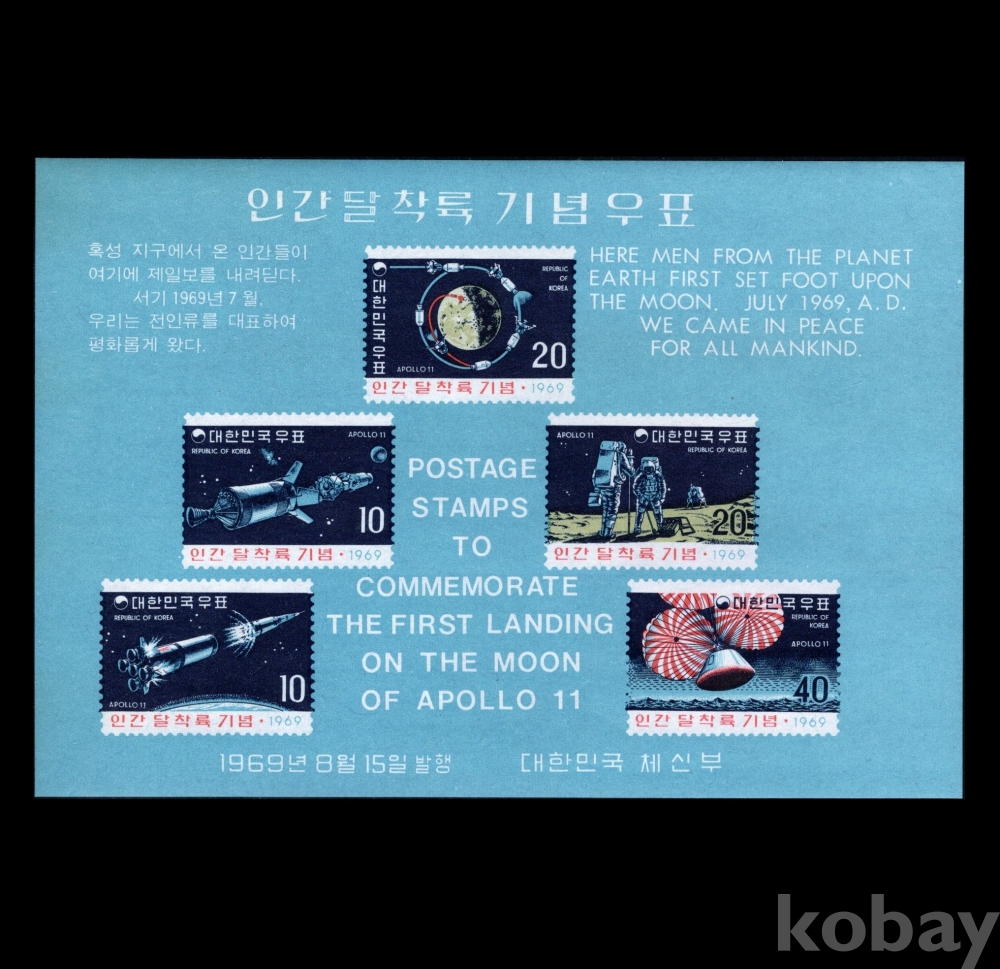 인간 달 착륙 기념 우표
혹성 지구에서 온 인간들이
여기에 제일보를 내려딛다.
서기 1969년 7월,
우리는 전인류를 대표하여
평화롭게 왔다.
HERE MEN FROM THE PLANET
EARTH FIRST SET FOOT UPON
THE MOON. JULY 1969, A.D.
WE CAME IN PEACE
FOR ALL MANKIND.
대한민국우표
REPUBLIC
OF
KOREA
APOLLO 11
20
인간 달 착륙 기념 · 1969
대한민국우표
REPUBLIC OF KOREA
APOLLO 11
10
인간 달 착륙 기념 · 1969
APOLLO 11
대한민국우표
REPUBLIC OF KOREA
20
인간 달 착륙 기념 · 1969
POSTAGE
STAMPS
TO
COMMEMORATE
THE FIRST LANDING
ON THE MOON
OF APOLLO 11
대한민국우표
REPUBLIC OF KOREA
APOLLO 11
10
인간 달 착륙 기념 · 1969
대한민국우표
REPUBLIC
OF KOREA
APOLLO 11
40
인간 달 착륙 기념 · 1969
1969년 8월 15일 발행
대한민국 체신부
kobay